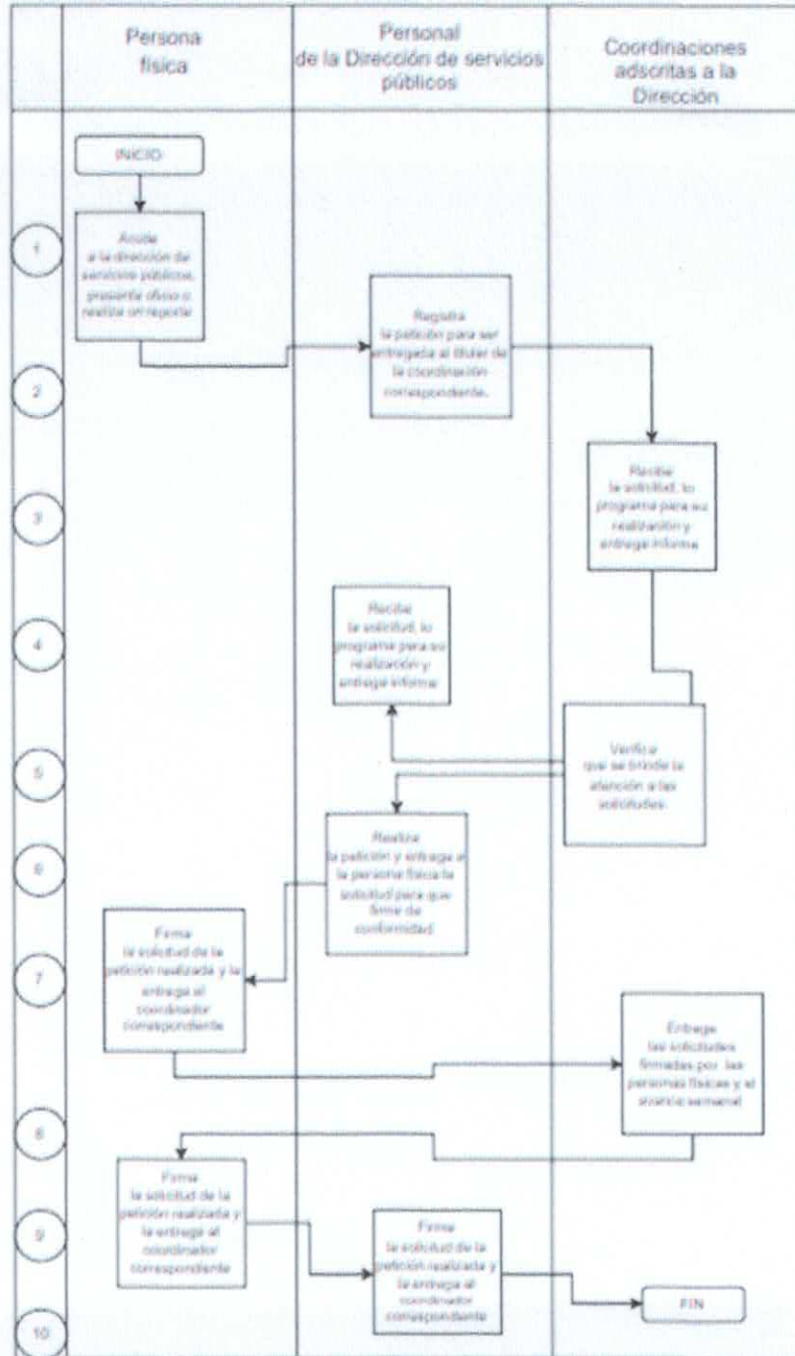 Persona
física
Personal
de la Dirección de servicios
públicos
Coordinaciones
adscritas a la
Dirección
INICIO
1
Acude
a la dirección de
servicios públicos,
presenta oficio o
realiza un reporte
Registra
la petición para ser
entregada al titular de
la coordinación
correspondiente.
2
Recibe
la solicitud, lo
programa para su
realización y
entrega informe
3
Recibe
la solicitud, lo
programa para su
realización y
entrega informe
4
Verifica
que se brinde la
atención a las
solicitudes.
5
Realiza
la petición y entrega a
la persona física la
solicitud para que
firme de
conformidad
6
Firma
la solicitud de la
petición realizada y la
entrega al
coordinador
correspondiente
7
Entrega
las solicitudes
firmadas por las
personas físicas y el
avance semanal
8
Firma
la solicitud de la
petición realizada y
la entrega al
coordinador
correspondiente
9
Firma
la solicitud de la
petición realizada y
la entrega al
coordinador
correspondiente
FIN
10